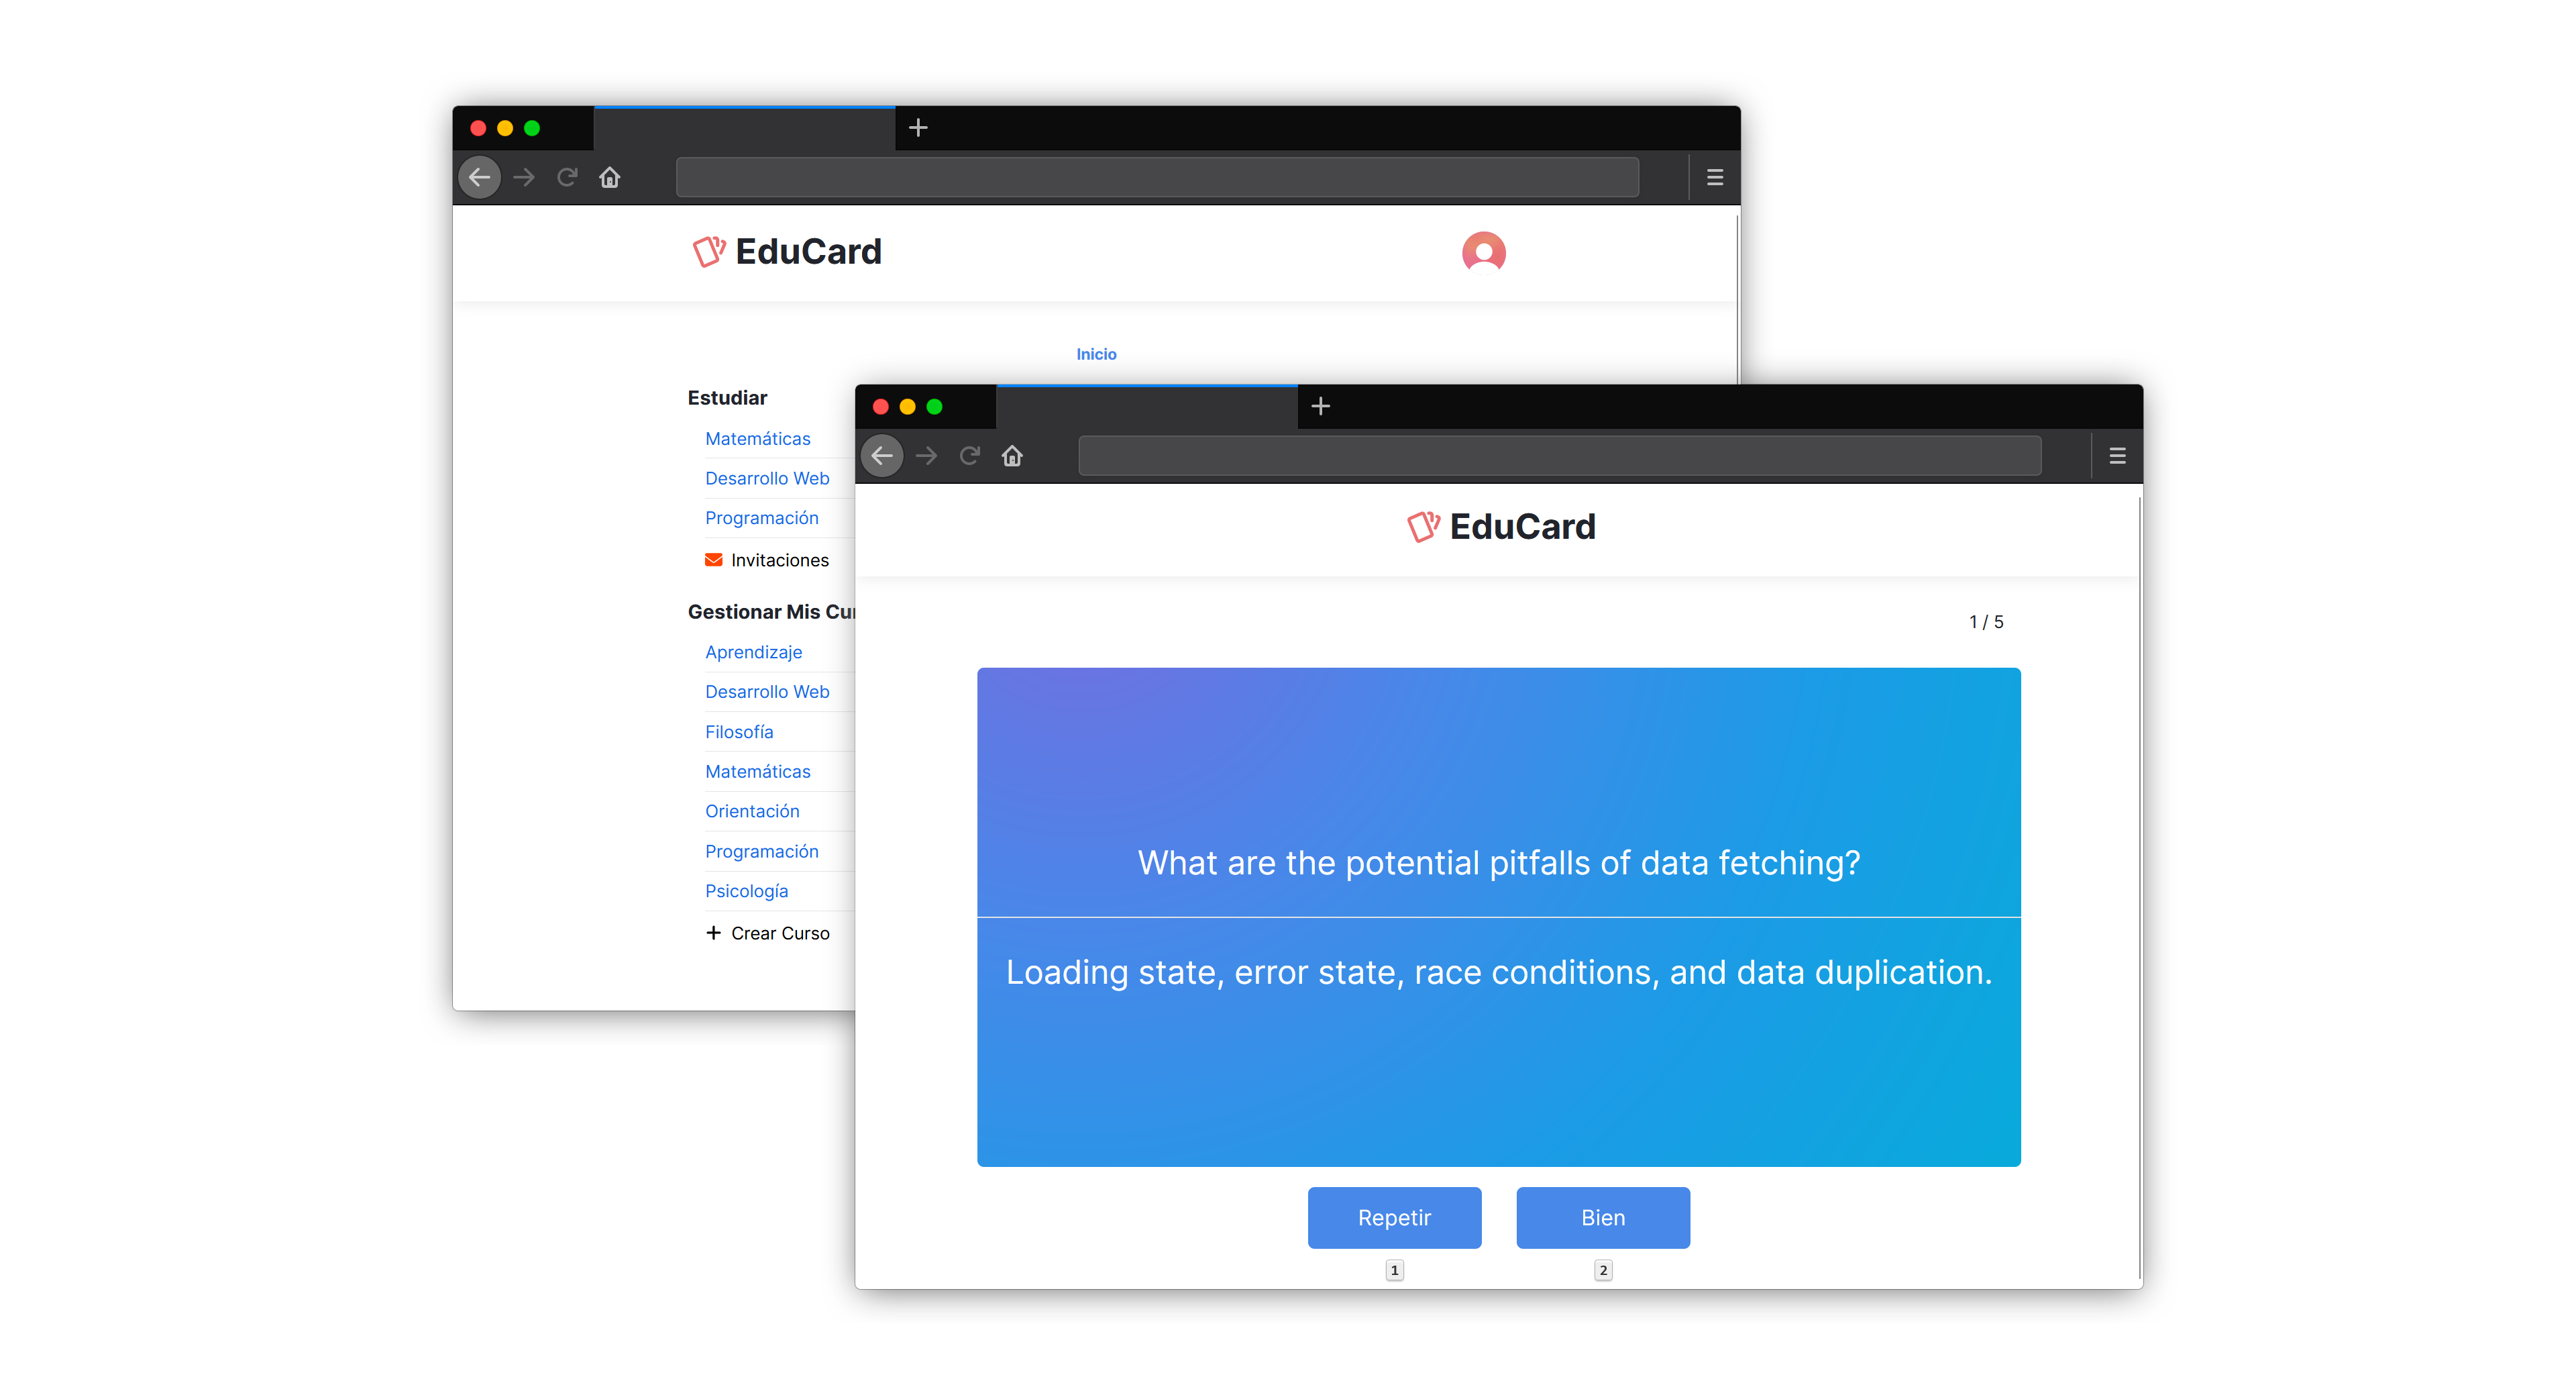 EduCard
Inicio
Estudiar
Matemáticas
Desarrollo Web
Programación
Invitaciones
Gestionar Mis
Aprendizaje
Desarrollo Web
Filosofía
Matemáticas
Orientación
Programación
Psicología
Crear Curso
EduCard
1 / 5
What are the potential pitfalls of data fetching?
Loading state, error state, race conditions, and data duplication.
Repetir
Bien
1
2